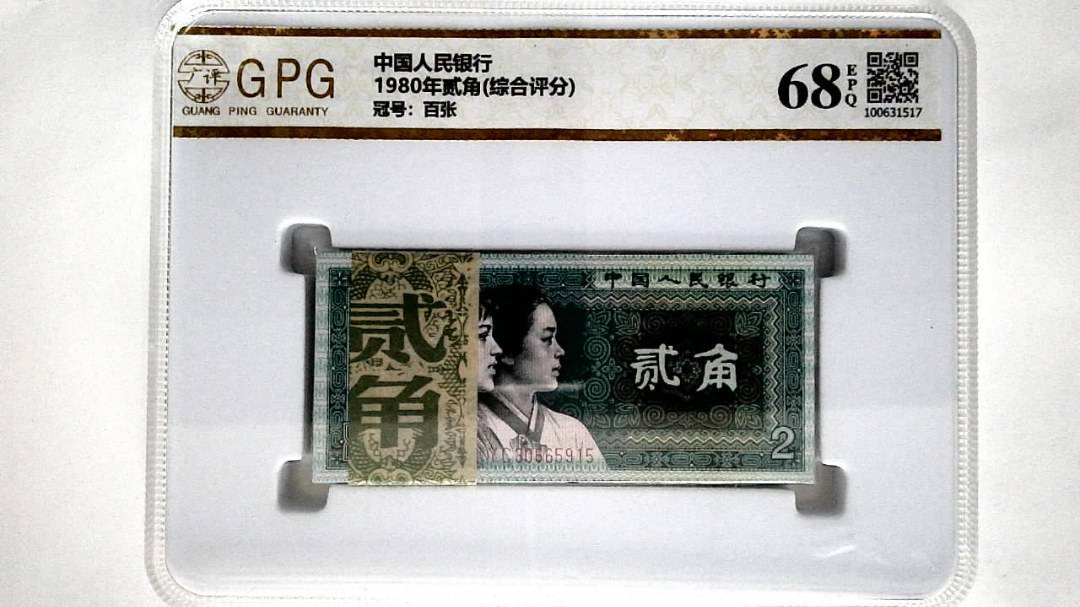 广评
GPG
GUANG PING GUARANTY
中国人民银行
1980年贰角(综合评分)
冠号：百张
68
EPQ
100631517
中国人民银行
贰角
贰角
2